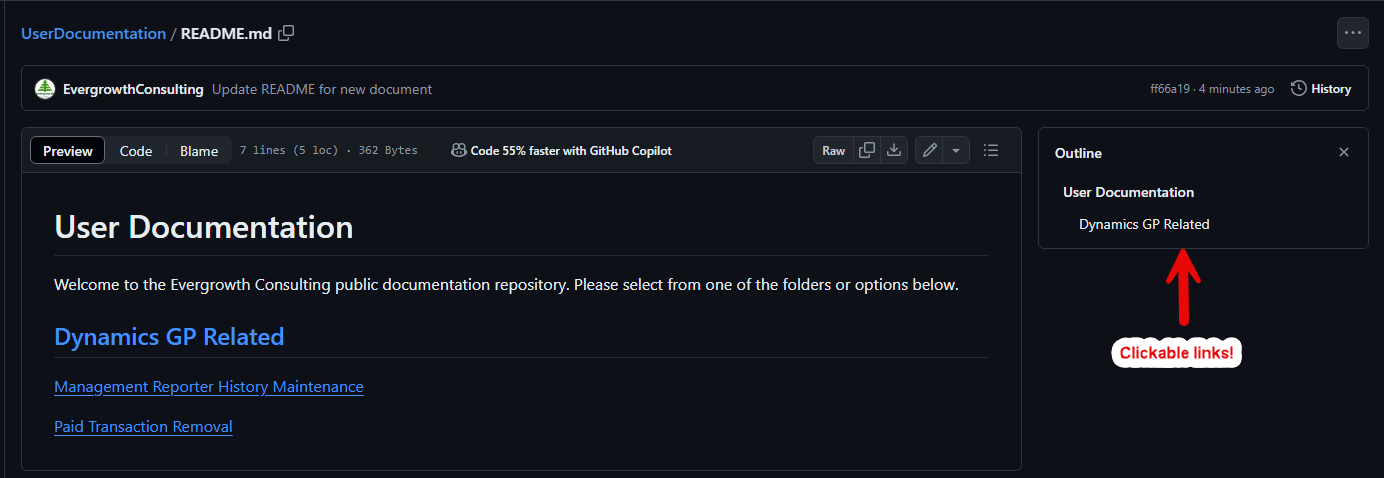 UserDocumentation / README.md
EvergrowthConsulting Update README for new document ff66a19 · 4 minutes ago History
Preview Code Blame 7 lines (5 loc) · 362 Bytes Code 55% faster with GitHub Copilot Raw
Outline
User Documentation
Dynamics GP Related
User Documentation
Welcome to the Evergrowth Consulting public documentation repository. Please select from one of the folders or options below.
Dynamics GP Related
Management Reporter History Maintenance
Paid Transaction Removal
Clickable links!